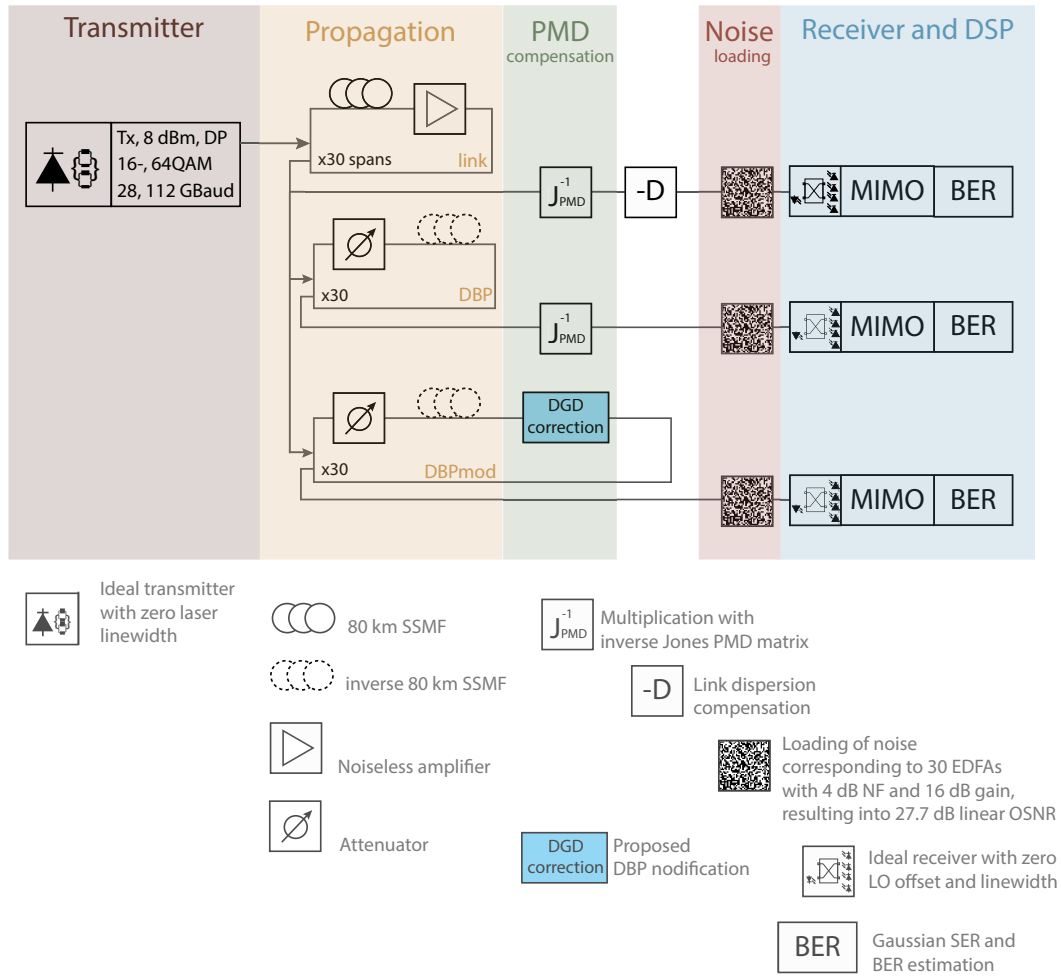 Transmitter
Propagation
PMD
compensation
Noise
loading
Receiver and DSP
Tx, 8 dBm, DP
16-, 64QAM
28, 112 GBaud
x30 spans
link
J-1PMD
-D
MIMO
BER
x30
DBP
J-1PMD
MIMO
BER
DGD
correction
x30
DBPmod
MIMO
BER
Ideal transmitter
with zero laser
linewidth
80 km SSMF
inverse 80 km SSMF
Noiseless amplifier
Attenuator
J-1PMD
Multiplication with
inverse Jones PMD matrix
-D
Link dispersion
compensation
Loading of noise
corresponding to 30 EDFAs
with 4 dB NF and 16 dB gain,
resulting into 27.7 dB linear OSNR
DGD
correction
Proposed
DBP nodification
Ideal receiver with zero
LO offset and linewidth
BER
Gaussian SER and
BER estimation